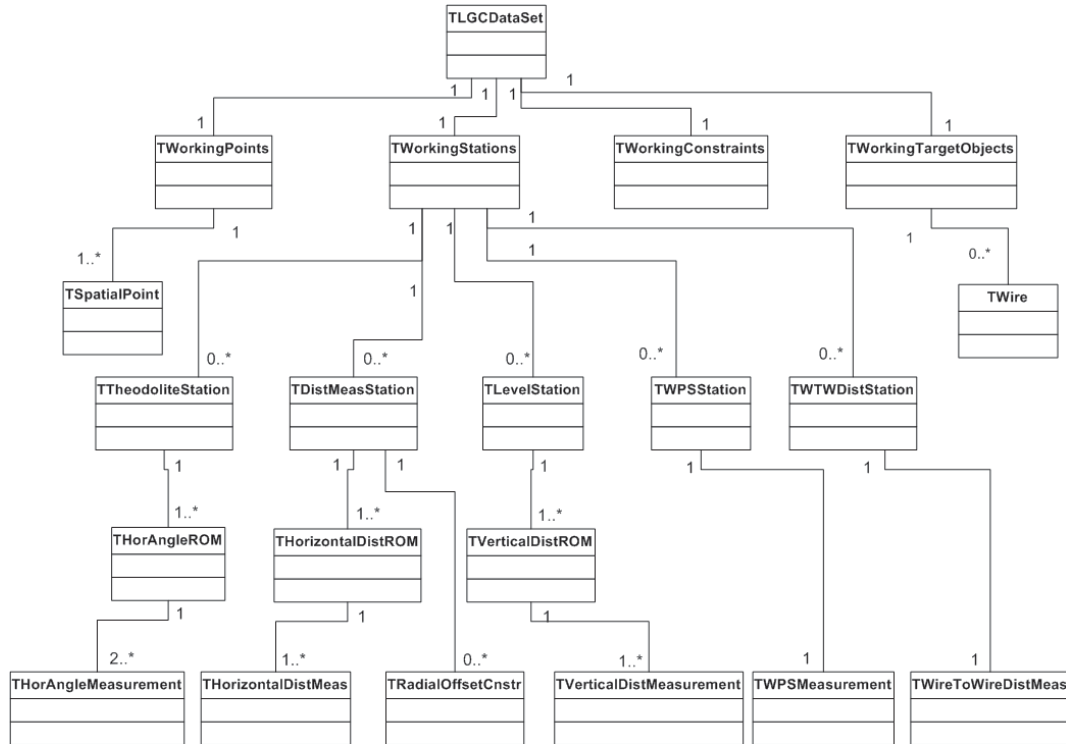 TLGCDataSet
1 1 1 1
1 1 1 1
TWorkingPoints TWorkingStations TWorkingConstraints TWorkingTargetObjects
1 1 1 1 1 1
1..* 1 1 0..*
TSpatialPoint TWire
0..* 0..* 0..* 0..* 0..*
TTheodoliteStation TDistMeasStation TLevelStation TWPSStation TWTWDistStation
1 1 1 1 1 1
1..* 1..* 1..*
THorAngleROM THorizontalDistROM TVerticalDistROM
1 1 1
2..* 1..* 0..* 1..* 1 1
THorAngleMeasurement THorizontalDistMeas TRadialOffsetCnstr TVerticalDistMeasurement TWPSMeasurement TWireToWireDistMeas